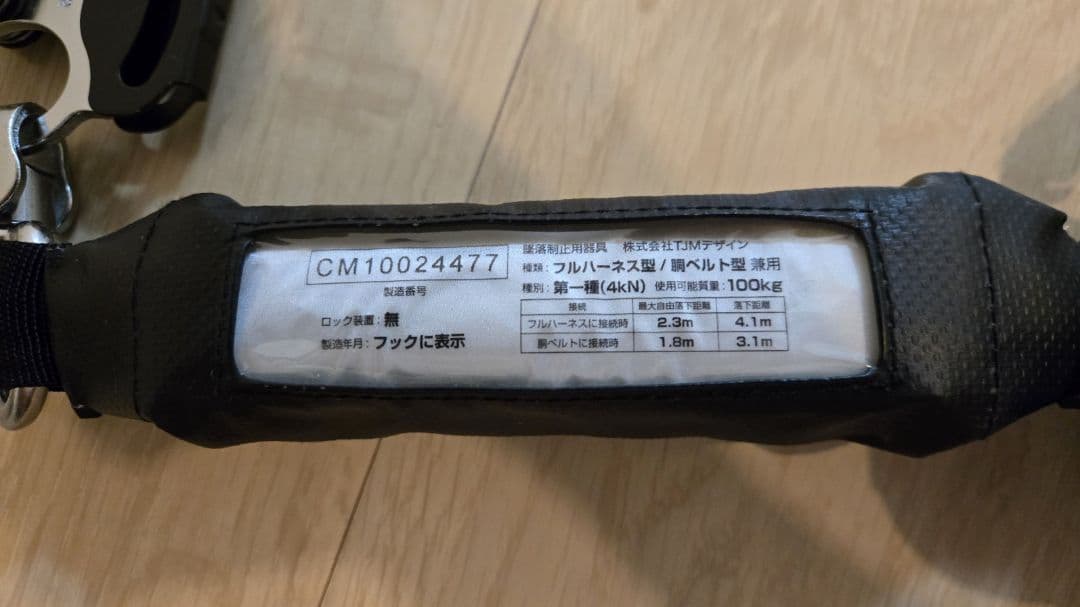 CM10024477
製造番号
ロック装置：無
製造年月：フックに表示
墜落制止用器具 株式会社TJMデザイン
種類：フルハーネス型 / 胴ベルト型 兼用
種別：第一種(4kN) 使用可能質量：100kg
接続 最大自由落下距離 落下距離
フルハーネスに接続時 2.3m 4.1m
胴ベルトに接続時 1.8m 3.1m